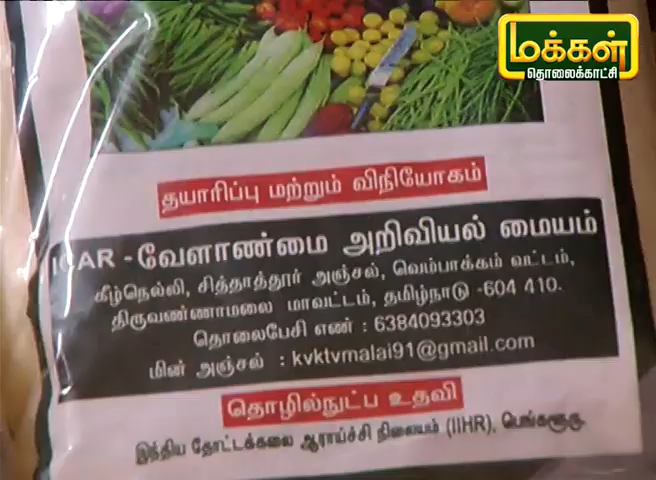 மக்கள்
தொலைக்காட்சி
தயாரிப்பு மற்றும் விநியோகம்
ICAR - வேளாண்மை அறிவியல் மையம்
கீழ்நெல்லி, சித்தாத்தூர் அஞ்சல், வெம்பாக்கம் வட்டம்,
திருவண்ணாமலை மாவட்டம், தமிழ்நாடு -604 410.
தொலைபேசி எண் : 6384093303
மின் அஞ்சல் : kvktvmalai91@gmail.com
தொழில்நுட்ப உதவி
இந்திய தோட்டக்கலை ஆராய்ச்சி நிலையம் (IIHR), பெங்களூரு.